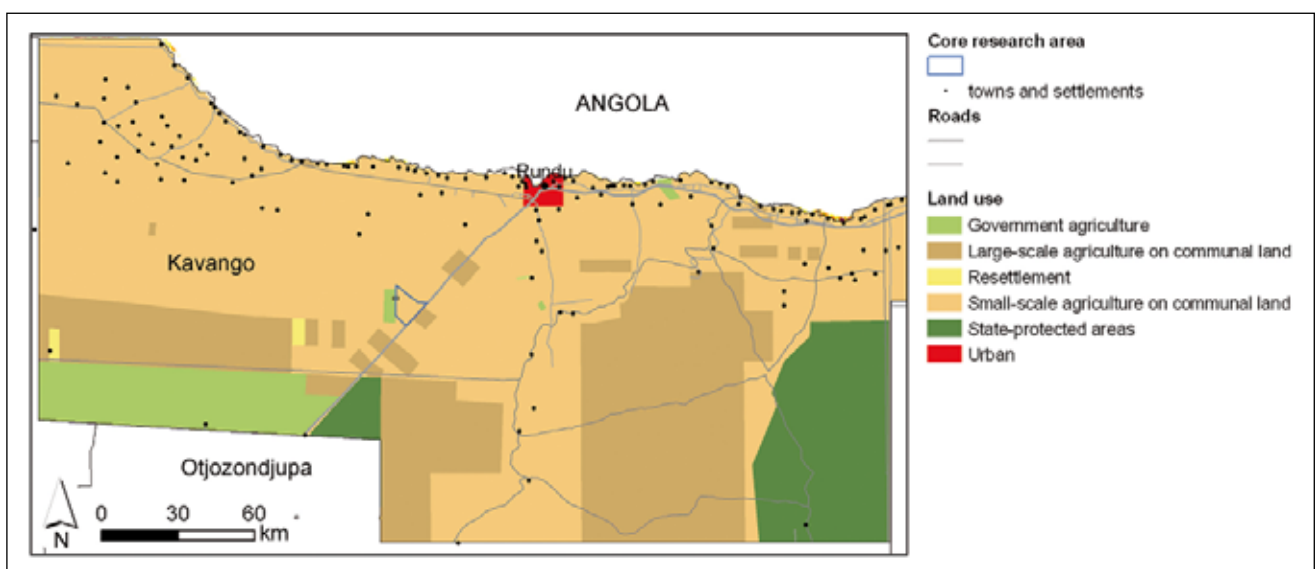 ANGOLA
Rundu
Kavango
Otjozondjupa
N
0 30 60
km
Core research area
towns and settlements
Roads
Land use
Government agriculture
Large-scale agriculture on communal land
Resettlement
Small-scale agriculture on communal land
State-protected areas
Urban